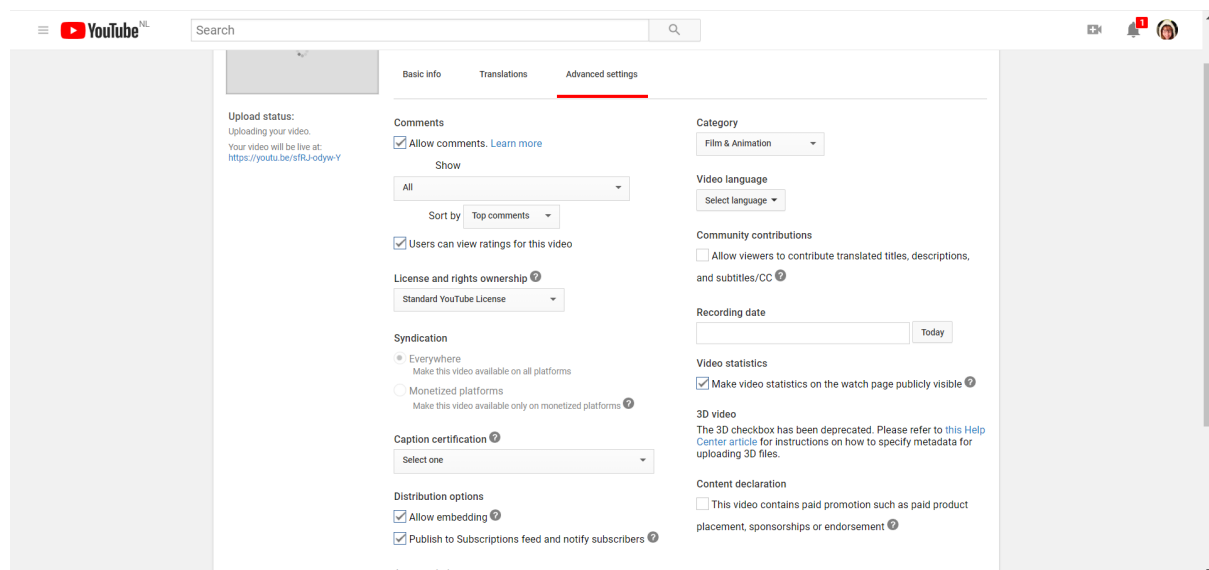 YouTube NL
Search
1
Basic info Translations Advanced settings
Upload status:
Uploading your video.
Your video will be live at:
https://youtu.be/sfRJ-odyw-Y
Comments
Allow comments. Learn more
Show
All
Sort by Top comments
Users can view ratings for this video
License and rights ownership ?
Standard YouTube License
Syndication
Everywhere
Make this video available on all platforms
Monetized platforms
Make this video available only on monetized platforms ?
Caption certification ?
Select one
Distribution options
Allow embedding ?
Publish to Subscriptions feed and notify subscribers ?
Category
Film & Animation
Video language
Select language
Community contributions
Allow viewers to contribute translated titles, descriptions,
and subtitles/CC ?
Recording date
Today
Video statistics
Make video statistics on the watch page publicly visible ?
3D video
The 3D checkbox has been deprecated. Please refer to this Help
Center article for instructions on how to specify metadata for
uploading 3D files.
Content declaration
This video contains paid promotion such as paid product
placement, sponsorships or endorsement ?